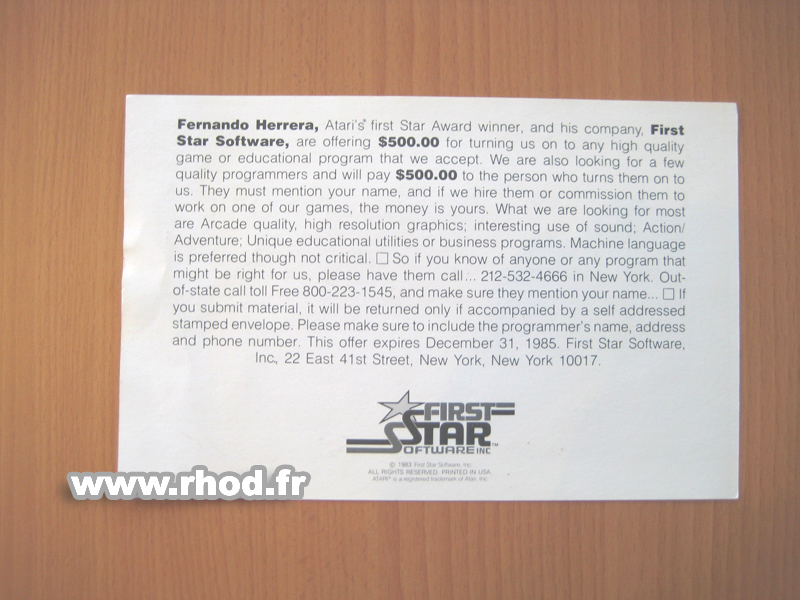 Fernando Herrera, Atari's® first Star Award winner, and his company, First
Star Software, are offering $500.00 for turning us on to any high quality
game or educational program that we accept. We are also looking for a few
quality programmers and will pay $500.00 to the person who turns them on to
us. They must mention your name, and if we hire them or commission them to
work on one of our games, the money is yours. What we are looking for most
are Arcade quality, high resolution graphics; interesting use of sound; Action/
Adventure; Unique educational utilities or business programs. Machine language
is preferred though not critical. ☐ So if you know of anyone or any program that
might be right for us, please have them call... 212-532-4666 in New York. Out-
of-state call toll Free 800-223-1545, and make sure they mention your name... ☐ If
you submit material, it will be returned only if accompanied by a self addressed
stamped envelope. Please make sure to include the programmer's name, address
and phone number. This offer expires December 31, 1985. First Star Software,
Inc., 22 East 41st Street, New York, New York 10017.
FIRST
STAR™
SOFTWARE INC
© 1983 First Star Software, Inc.
ALL RIGHTS RESERVED. PRINTED IN USA.
ATARI® is a registered trademark of Atari, Inc.
www.rhod.fr